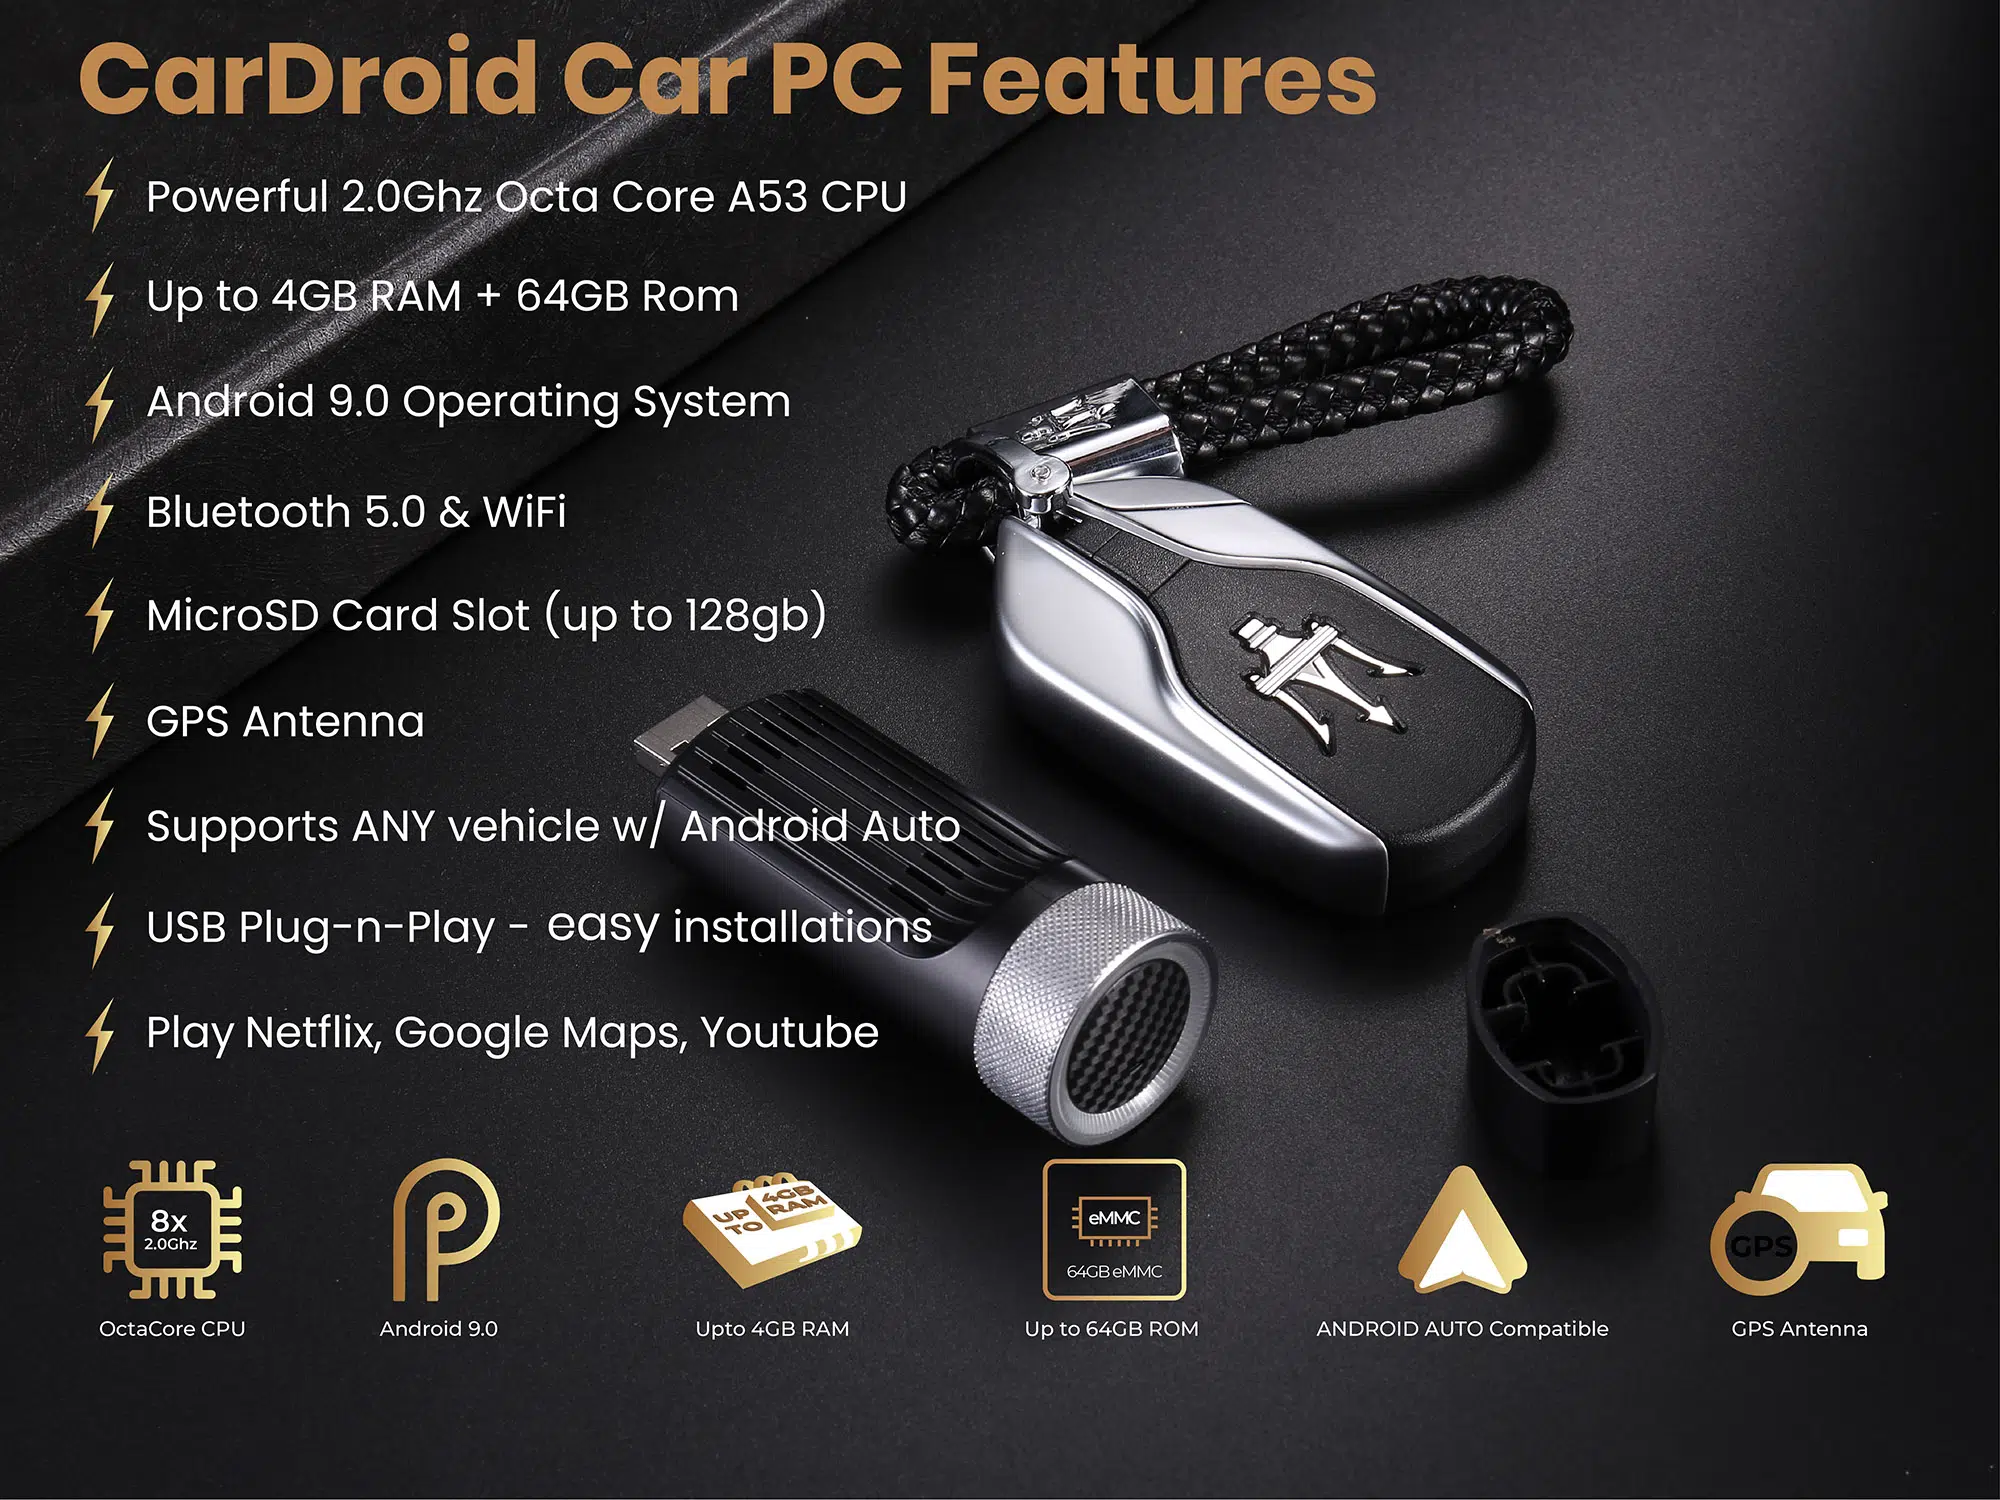 CarDroid Car PC Features
Powerful 2.0Ghz Octa Core A53 CPU
Up to 4GB RAM + 64GB Rom
Android 9.0 Operating System
Bluetooth 5.0 & WiFi
MicroSD Card Slot (up to 128gb)
GPS Antenna
Supports ANY vehicle w/ Android Auto
USB Plug-n-Play - easy installations
Play Netflix, Google Maps, Youtube
8x
2.0Ghz
OctaCore CPU
Android 9.0
UP TO
4GB RAM
Upto 4GB RAM
eMMC
64GB eMMC
Up to 64GB ROM
ANDROID AUTO Compatible
GPS
GPS Antenna